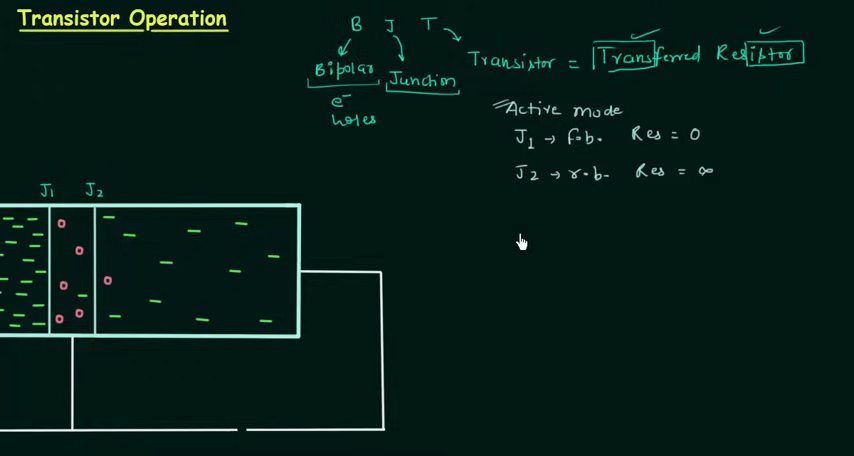 Transistor Operation
B J T
Bipolar
e⁻
holes
Junction
Transistor = Transferred Resistor
Active mode
J₁ → f.b. Res = 0
J₂ → r.b. Res = ∞
J₁ J₂